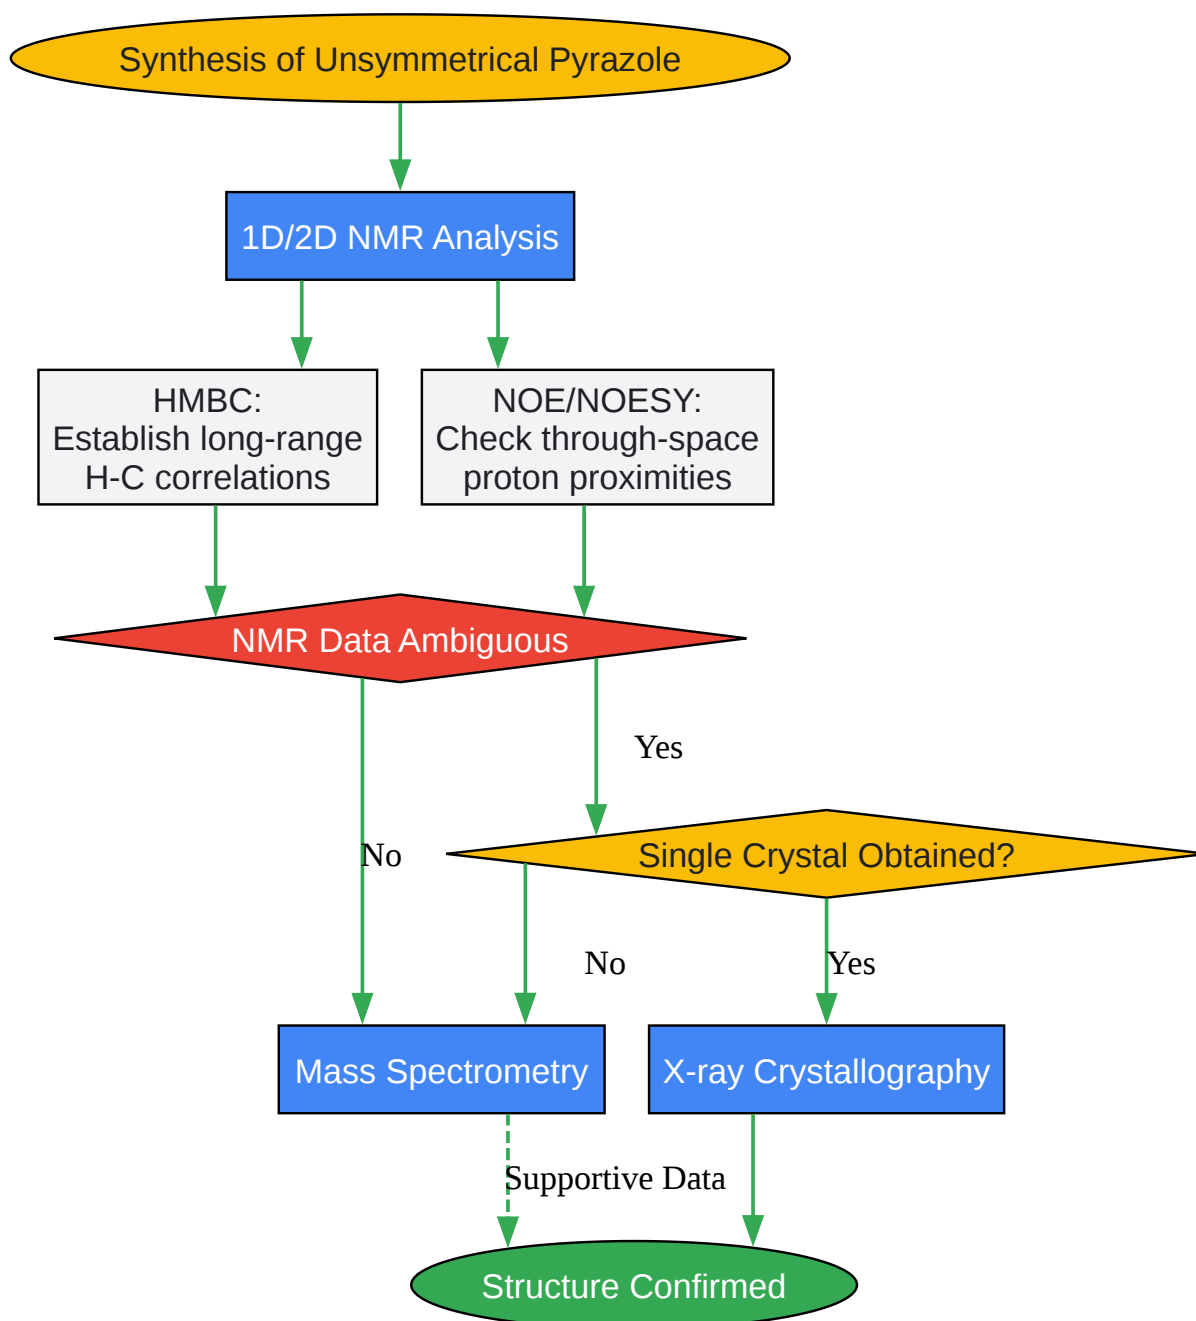 Synthesis of Unsymmetrical Pyrazole
1D/2D NMR Analysis
HMBC:
Establish long-range
H-C correlations
NOE/NOESY:
Check through-space
proton proximities
NMR Data Ambiguous
Yes
No
Single Crystal Obtained?
No
Yes
Mass Spectrometry
X-ray Crystallography
Supportive Data
Structure Confirmed